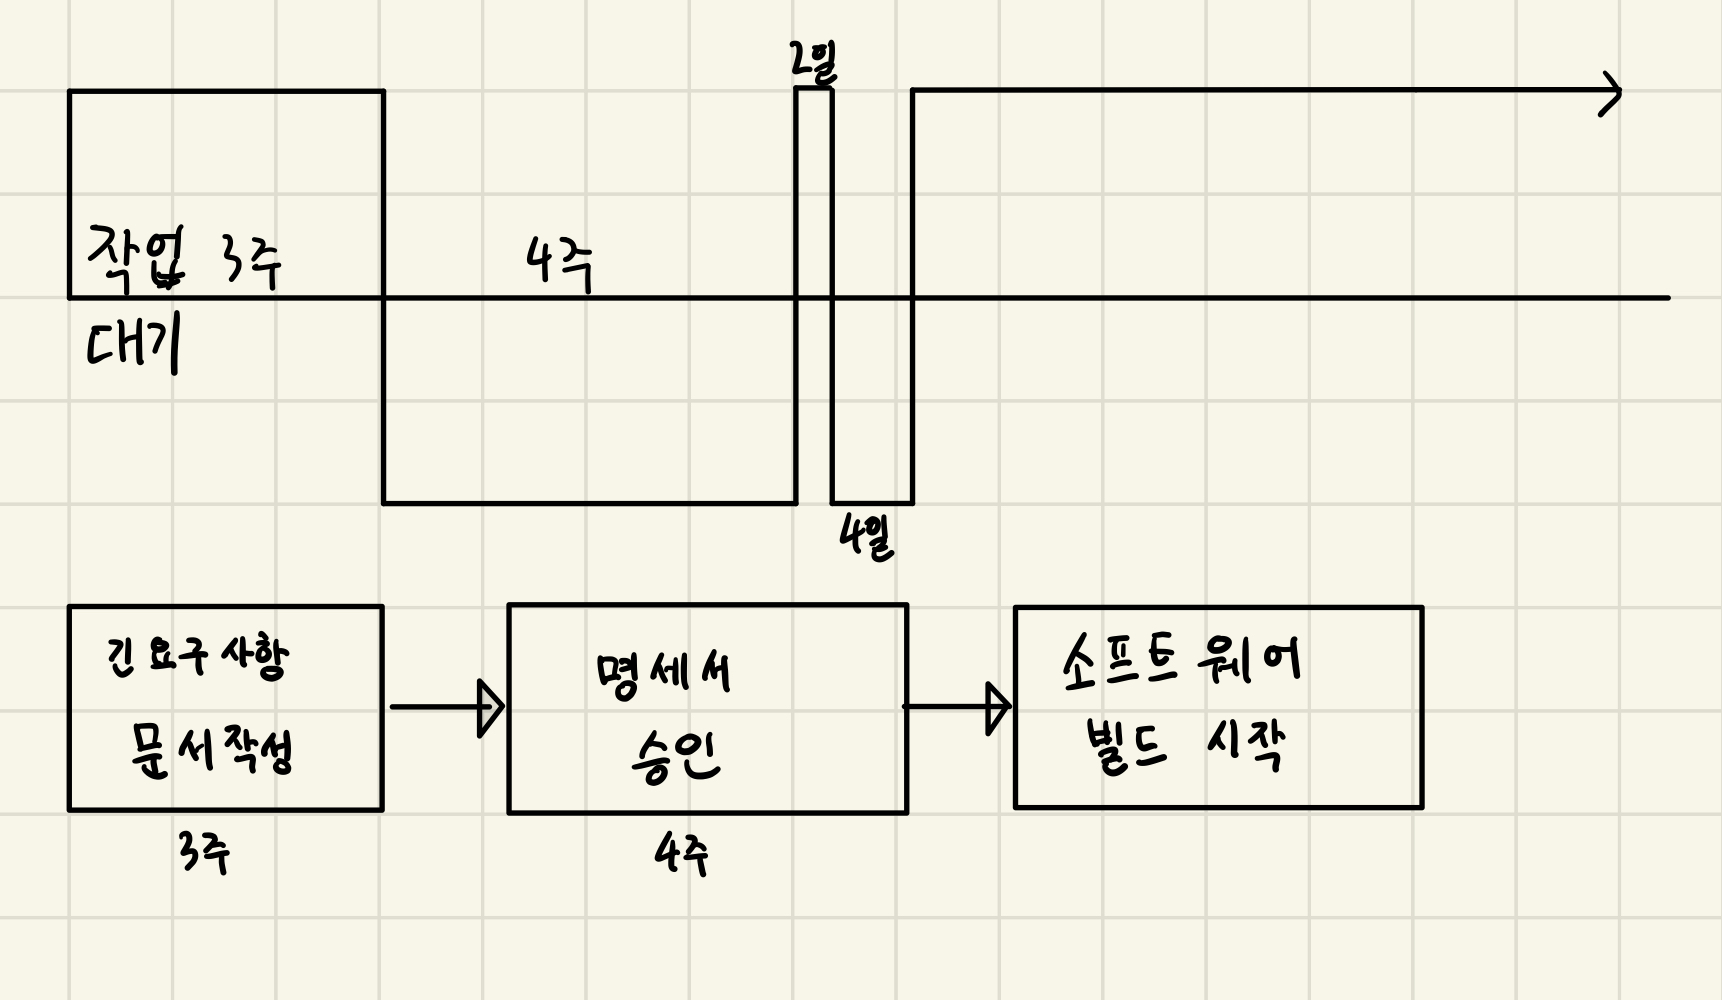 2일
작업 3주
4주
대기
4일
긴 요구 사항
문서 작성
3주
명세서
승인
4주
소프트 웨어
빌드 시작